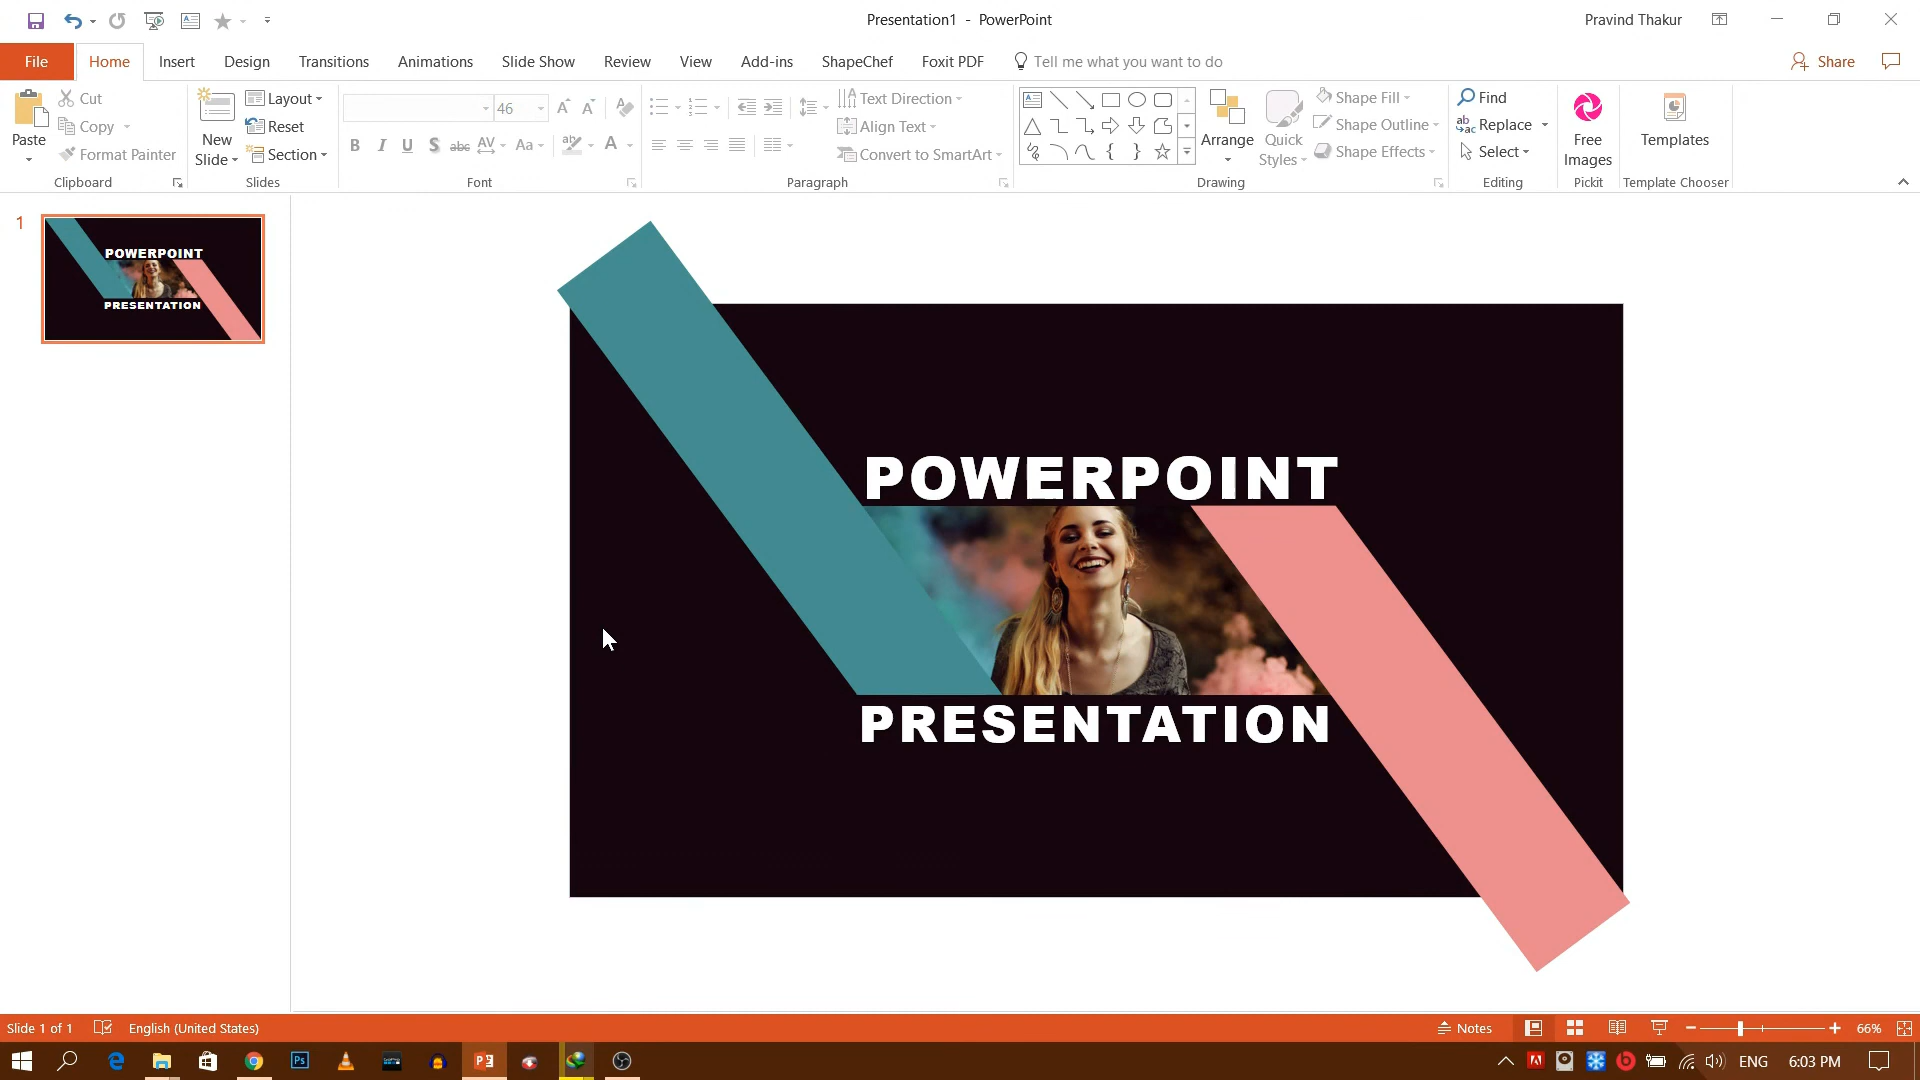 Presentation1 - PowerPoint
Pravind Thakur
File Home Insert Design Transitions Animations Slide Show Review View Add-ins ShapeChef Foxit PDF Tell me what you want to do Share
Paste
Cut
Copy
Format Painter
Clipboard
New Slide
Layout
Reset
Section
Slides
46
B I U S abc AV Aa A
Font
Text Direction
Align Text
Convert to SmartArt
Paragraph
Arrange
Quick Styles
Shape Fill
Shape Outline
Shape Effects
Drawing
Find
Replace
Select
Editing
Free Images
Pickit
Templates
Template Chooser
1
POWERPOINT
PRESENTATION
POWERPOINT
PRESENTATION
Slide 1 of 1 English (United States) Notes 66%
ENG 6:03 PM